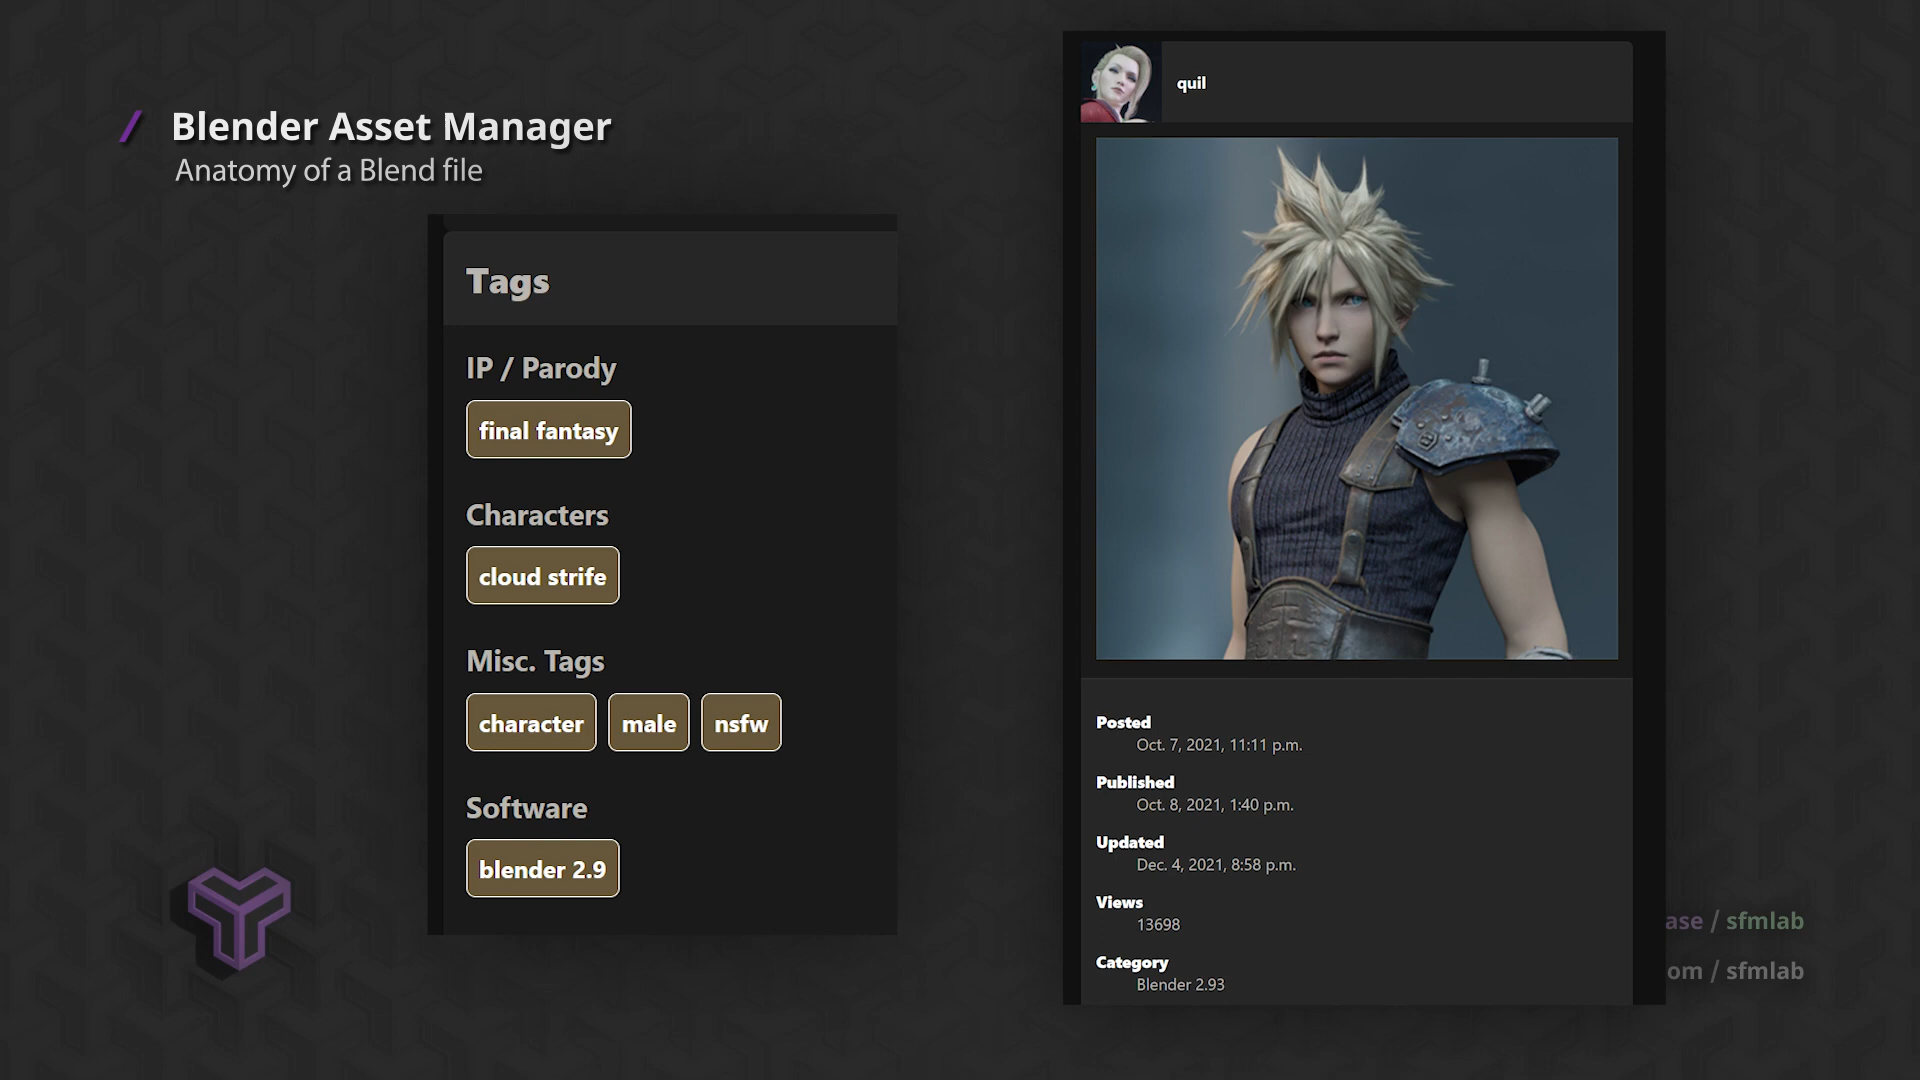 Blender Asset Manager
Anatomy of a Blend file
Tags
IP / Parody
final fantasy
Characters
cloud strife
Misc. Tags
character male nsfw
Software
blender 2.9
quil
Posted
Oct. 7, 2021, 11:11 p.m.
Published
Oct. 8, 2021, 1:40 p.m.
Updated
Dec. 4, 2021, 8:58 p.m.
Views
13698
Category
Blender 2.93
ase / sfmlab
om / sfmlab